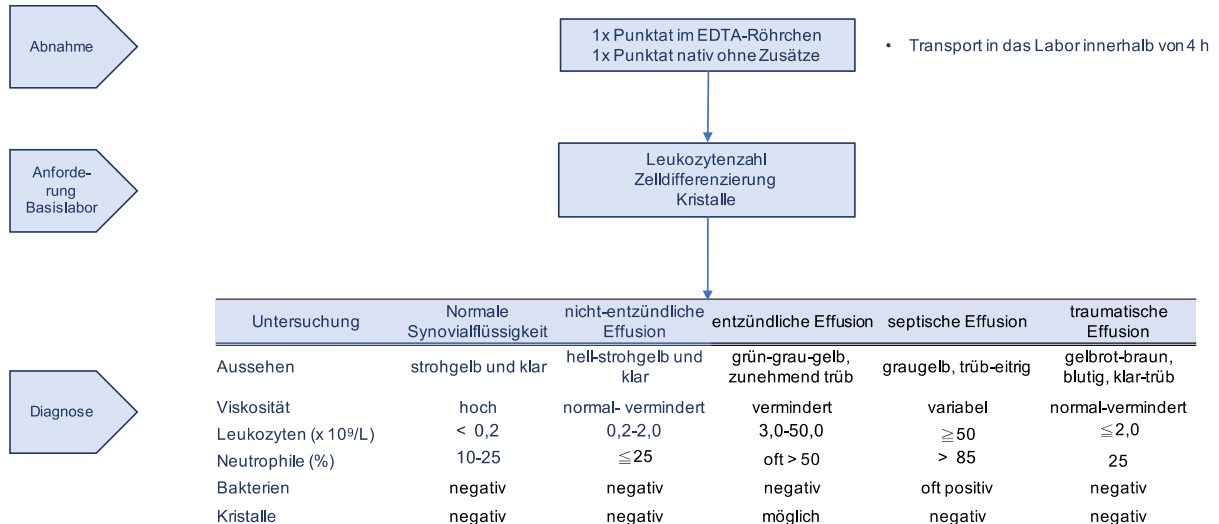 Abnahme
1x Punktat im EDTA-Röhrchen
1x Punktat nativ ohne Zusätze
• Transport in das Labor innerhalb von 4 h
Anforde-
rung
Basislabor
Leukozytenzahl
Zelldifferenzierung
Kristalle
Diagnose
Untersuchung Normale Synovialflüssigkeit nicht-entzündliche Effusion entzündliche Effusion septische Effusion traumatische Effusion
Aussehen strohgelb und klar hell-strohgelb und klar grün-grau-gelb, zunehmend trüb graugelb, trüb-eitrig gelbrot-braun, blutig, klar-trüb
Viskosität hoch normal- vermindert vermindert variabel normal-vermindert
Leukozyten (x 10⁹/L) < 0,2 0,2-2,0 3,0-50,0 ≧50 ≦2,0
Neutrophile (%) 10-25 ≦25 oft > 50 > 85 25
Bakterien negativ negativ negativ oft positiv negativ
Kristalle negativ negativ möglich negativ negativ